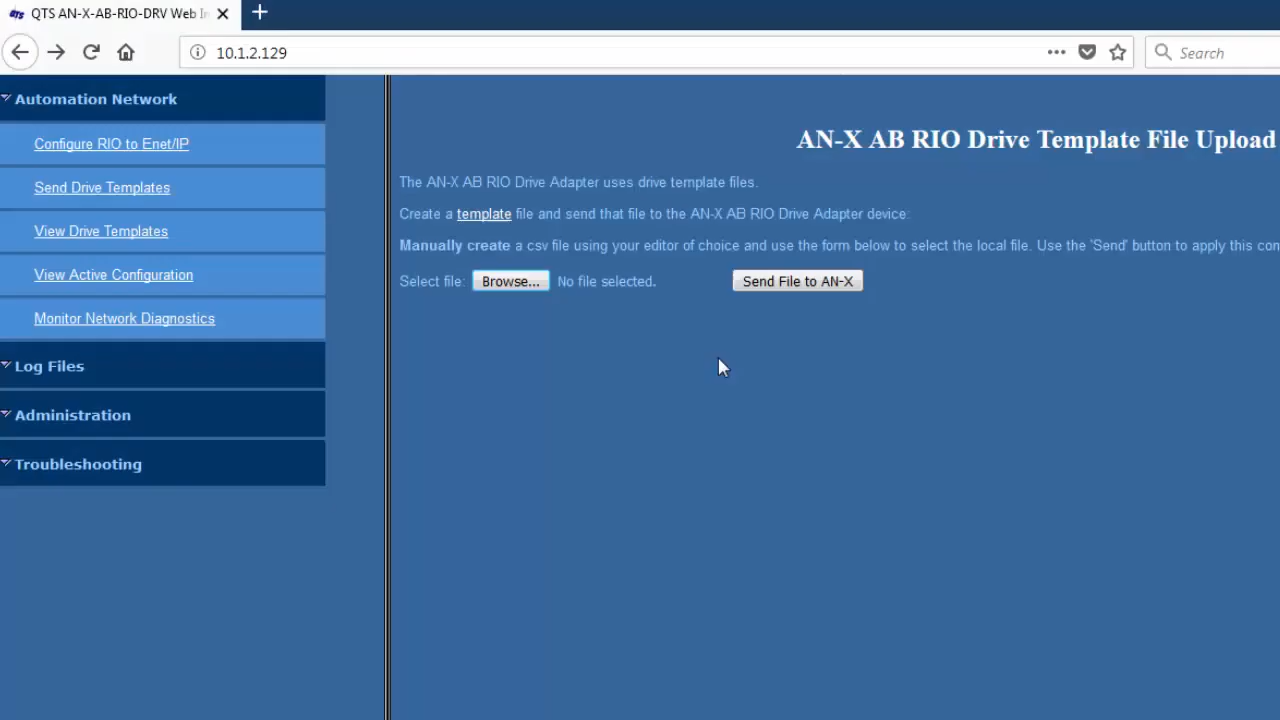 QTS AN-X-AB-RIO-DRV Web In
10.1.2.129
Search
Automation Network
Configure RIO to Enet/IP
Send Drive Templates
View Drive Templates
View Active Configuration
Monitor Network Diagnostics
Log Files
Administration
Troubleshooting
AN-X AB RIO Drive Template File Upload
The AN-X AB RIO Drive Adapter uses drive template files.
Create a template file and send that file to the AN-X AB RIO Drive Adapter device:
Manually create a csv file using your editor of choice and use the form below to select the local file. Use the 'Send' button to apply this con
Select file: Browse... No file selected. Send File to AN-X